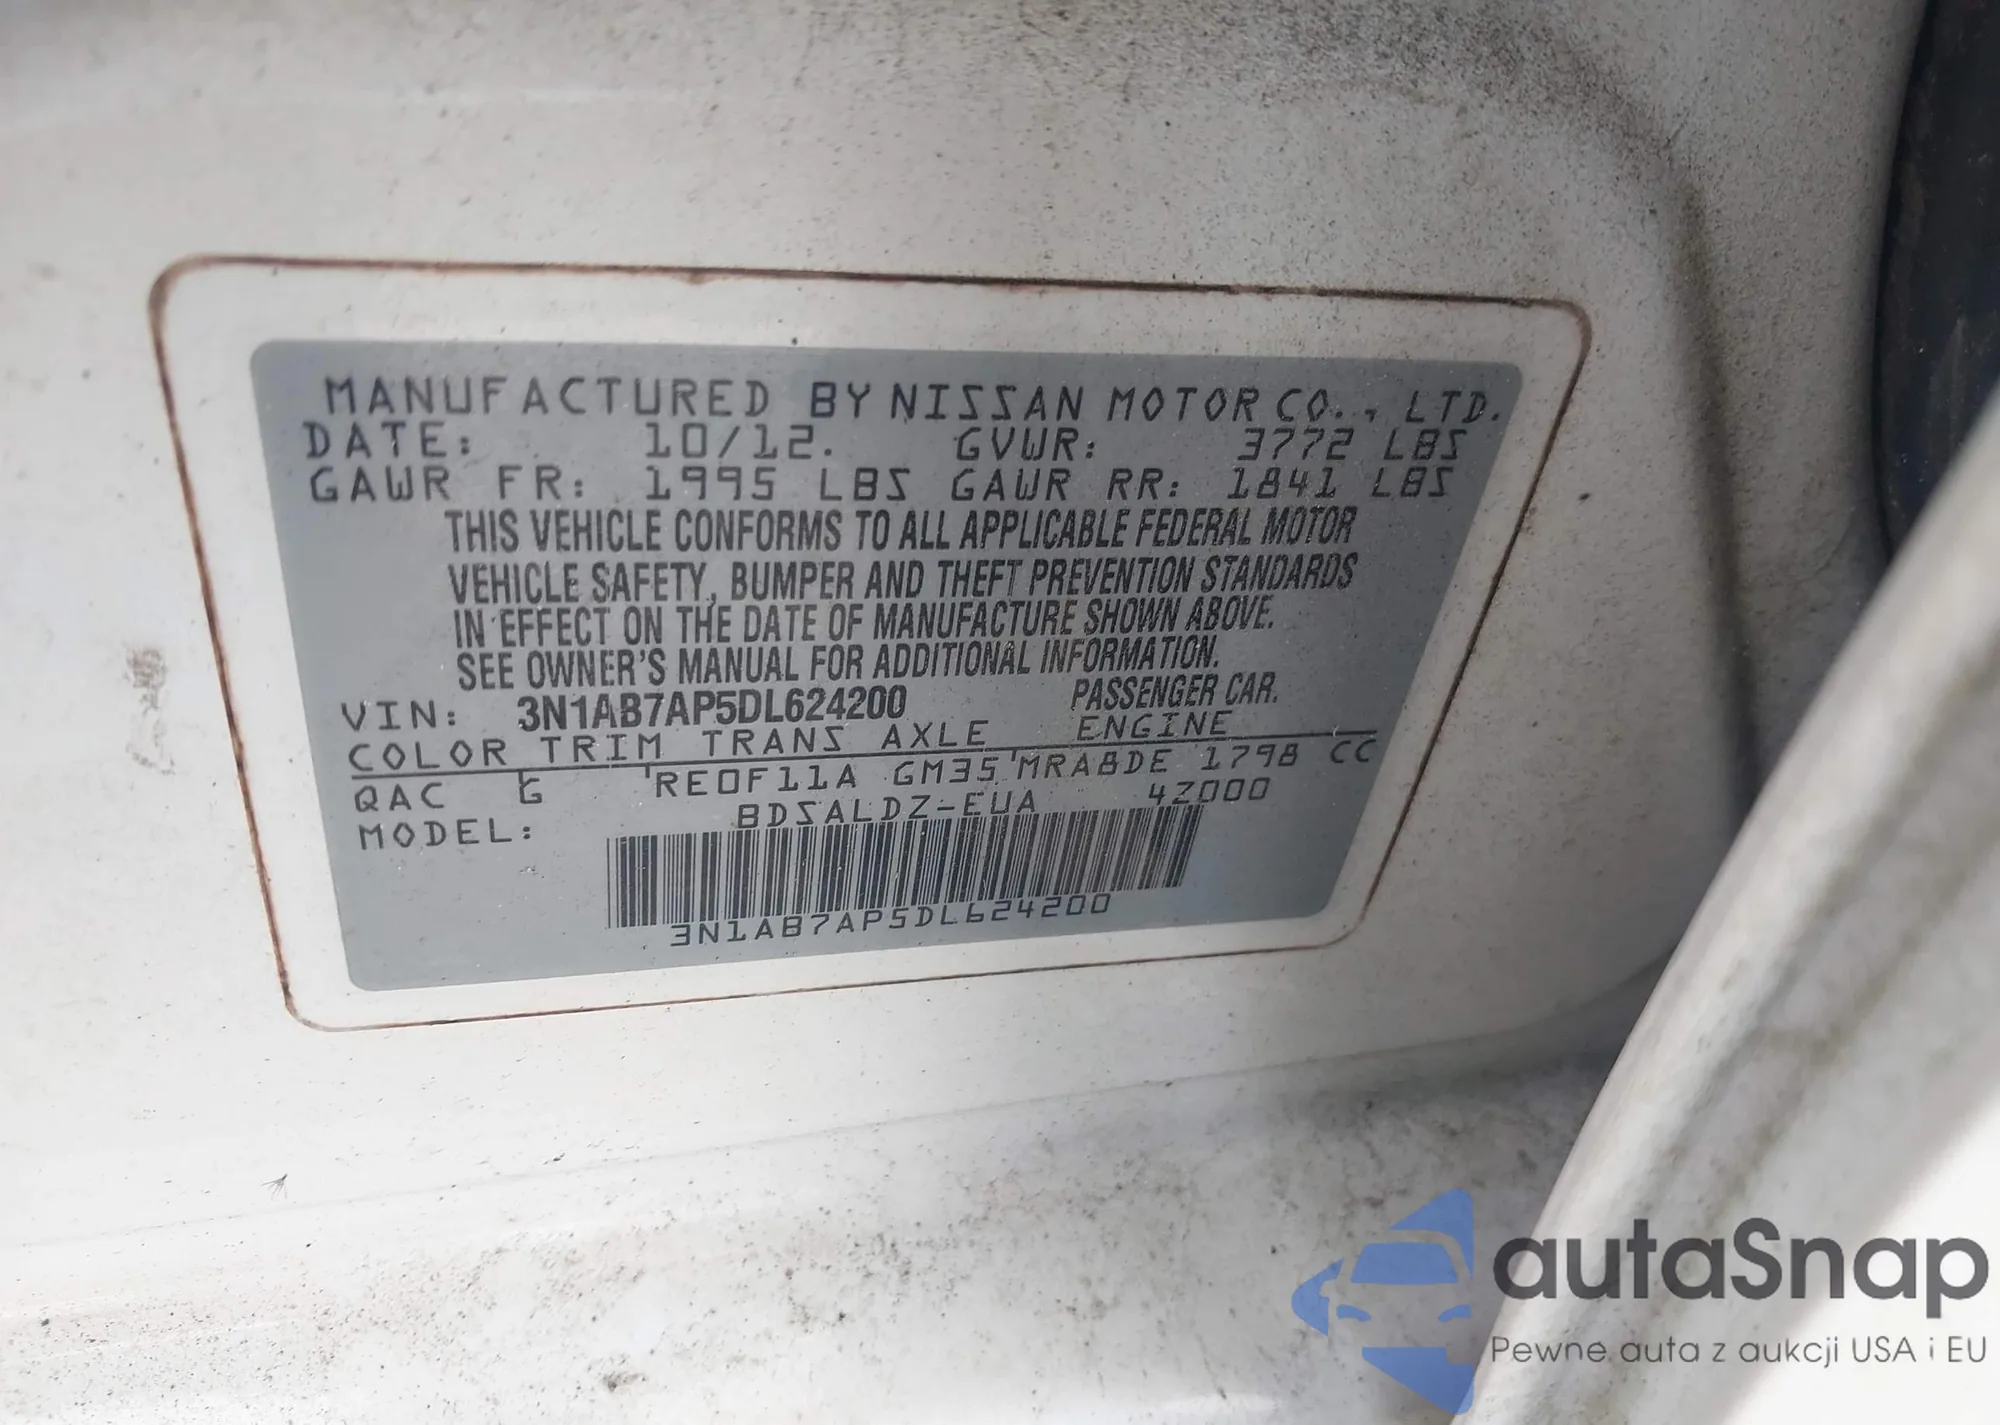 MANUFACTURED BY NISSAN MOTOR CO., LTD.
DATE: 10/12. GVWR: 3772 LBS
GAWR FR: 1995 LBS GAWR RR: 1841 LBS
THIS VEHICLE CONFORMS TO ALL APPLICABLE FEDERAL MOTOR
VEHICLE SAFETY, BUMPER AND THEFT PREVENTION STANDARDS
IN EFFECT ON THE DATE OF MANUFACTURE SHOWN ABOVE.
SEE OWNER'S MANUAL FOR ADDITIONAL INFORMATION.
VIN: 3N1AB7AP5DL624200 PASSENGER CAR.
COLOR TRIM TRANS AXLE ENGINE
QAC G RE0F11A GM35 MRA8DE 1798 CC
MODEL: BDSALDZ-EUA 4Z000
3N1AB7AP5DL624200
autaSnap
Pewne auta z aukcji USA i EU